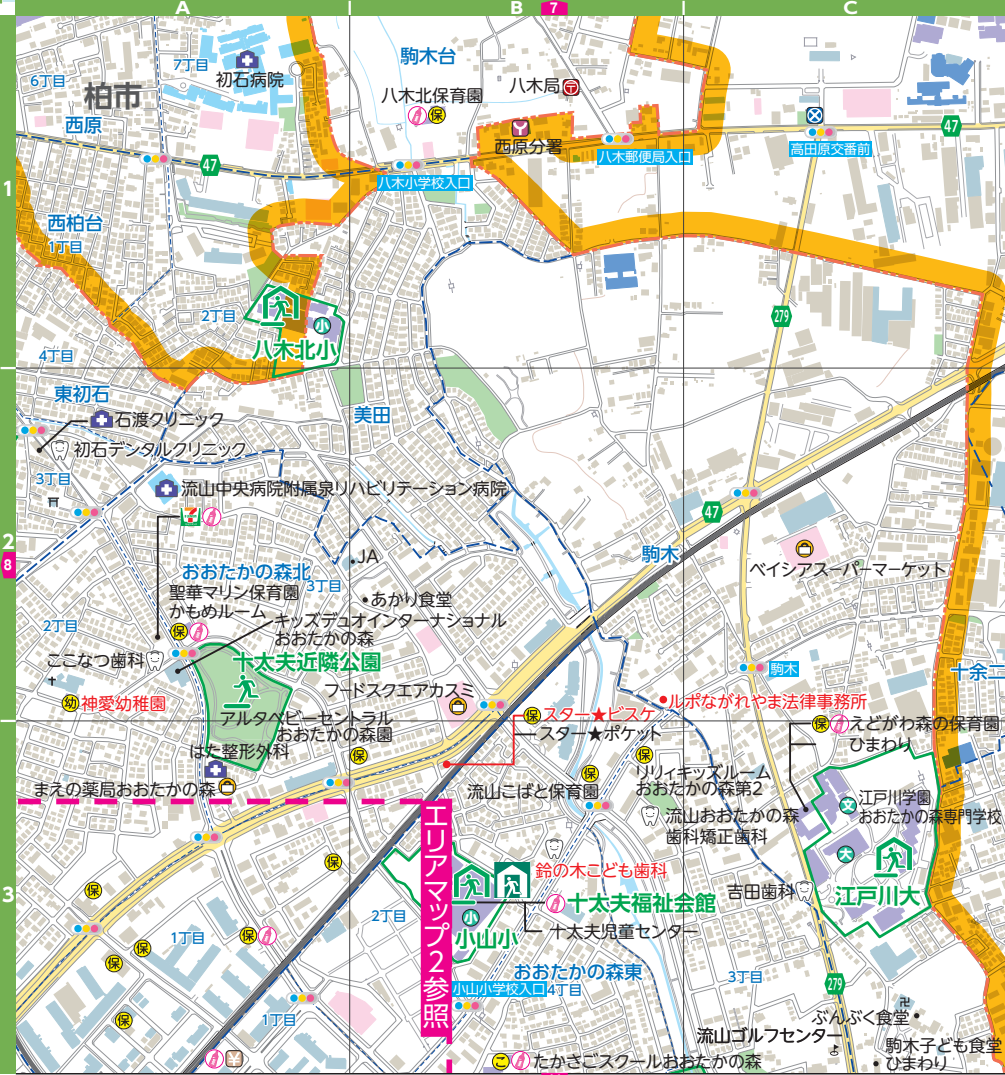 A
B
7
C
1
2
8
3
6丁目
7丁目
初石病院
柏市
西原
47
駒木台
八木北保育園
保
八木局
西原分署
八木郵便局入口
高田原交番前
47
八木小学校入口
西柏台
1丁目
2丁目
小
八木北小
4丁目
279
東初石
石渡クリニック
初石デンタルクリニック
3丁目
美田
流山中央病院附属泉リハビリテーション病院
47
駒木
JA
おおたかの森北
3丁目
あかり食堂
聖華マリン保育園
かもめルーム
保
キッズデュオインターナショナル
おおたかの森
ベイシアスーパーマーケット
2丁目
ここなつ歯科
十太夫近隣公園
幼
神愛幼稚園
フードスクエアカスミ
駒木
十余二
ルポながれやま法律事務所
保
スター★ビスケ
スター★ポケット
アルタベビーセントラル
おおたかの森園
保
はた整形外科
まえの薬局おおたかの森
保
えどがわ森の保育園
ひまわり
保
保
流山こばと保育園
リリィキッズルーム
おおたかの森第2
流山おおたかの森
歯科矯正歯科
文
江戸川学園
おおたかの森専門学校
大
江戸川大
吉田歯科
エリアマップ2参照
保
保
鈴の木こども歯科
十太夫福祉会館
十太夫児童センター
2丁目
小
小山小
1丁目
保
保
保
保
おおたかの森東
小山小学校入口
4丁目
3丁目
279
1丁目
ぶんぶく食堂
流山ゴルフセンター
駒木子ども食堂
ひまわり
こ
たかさごスクールおおたかの森